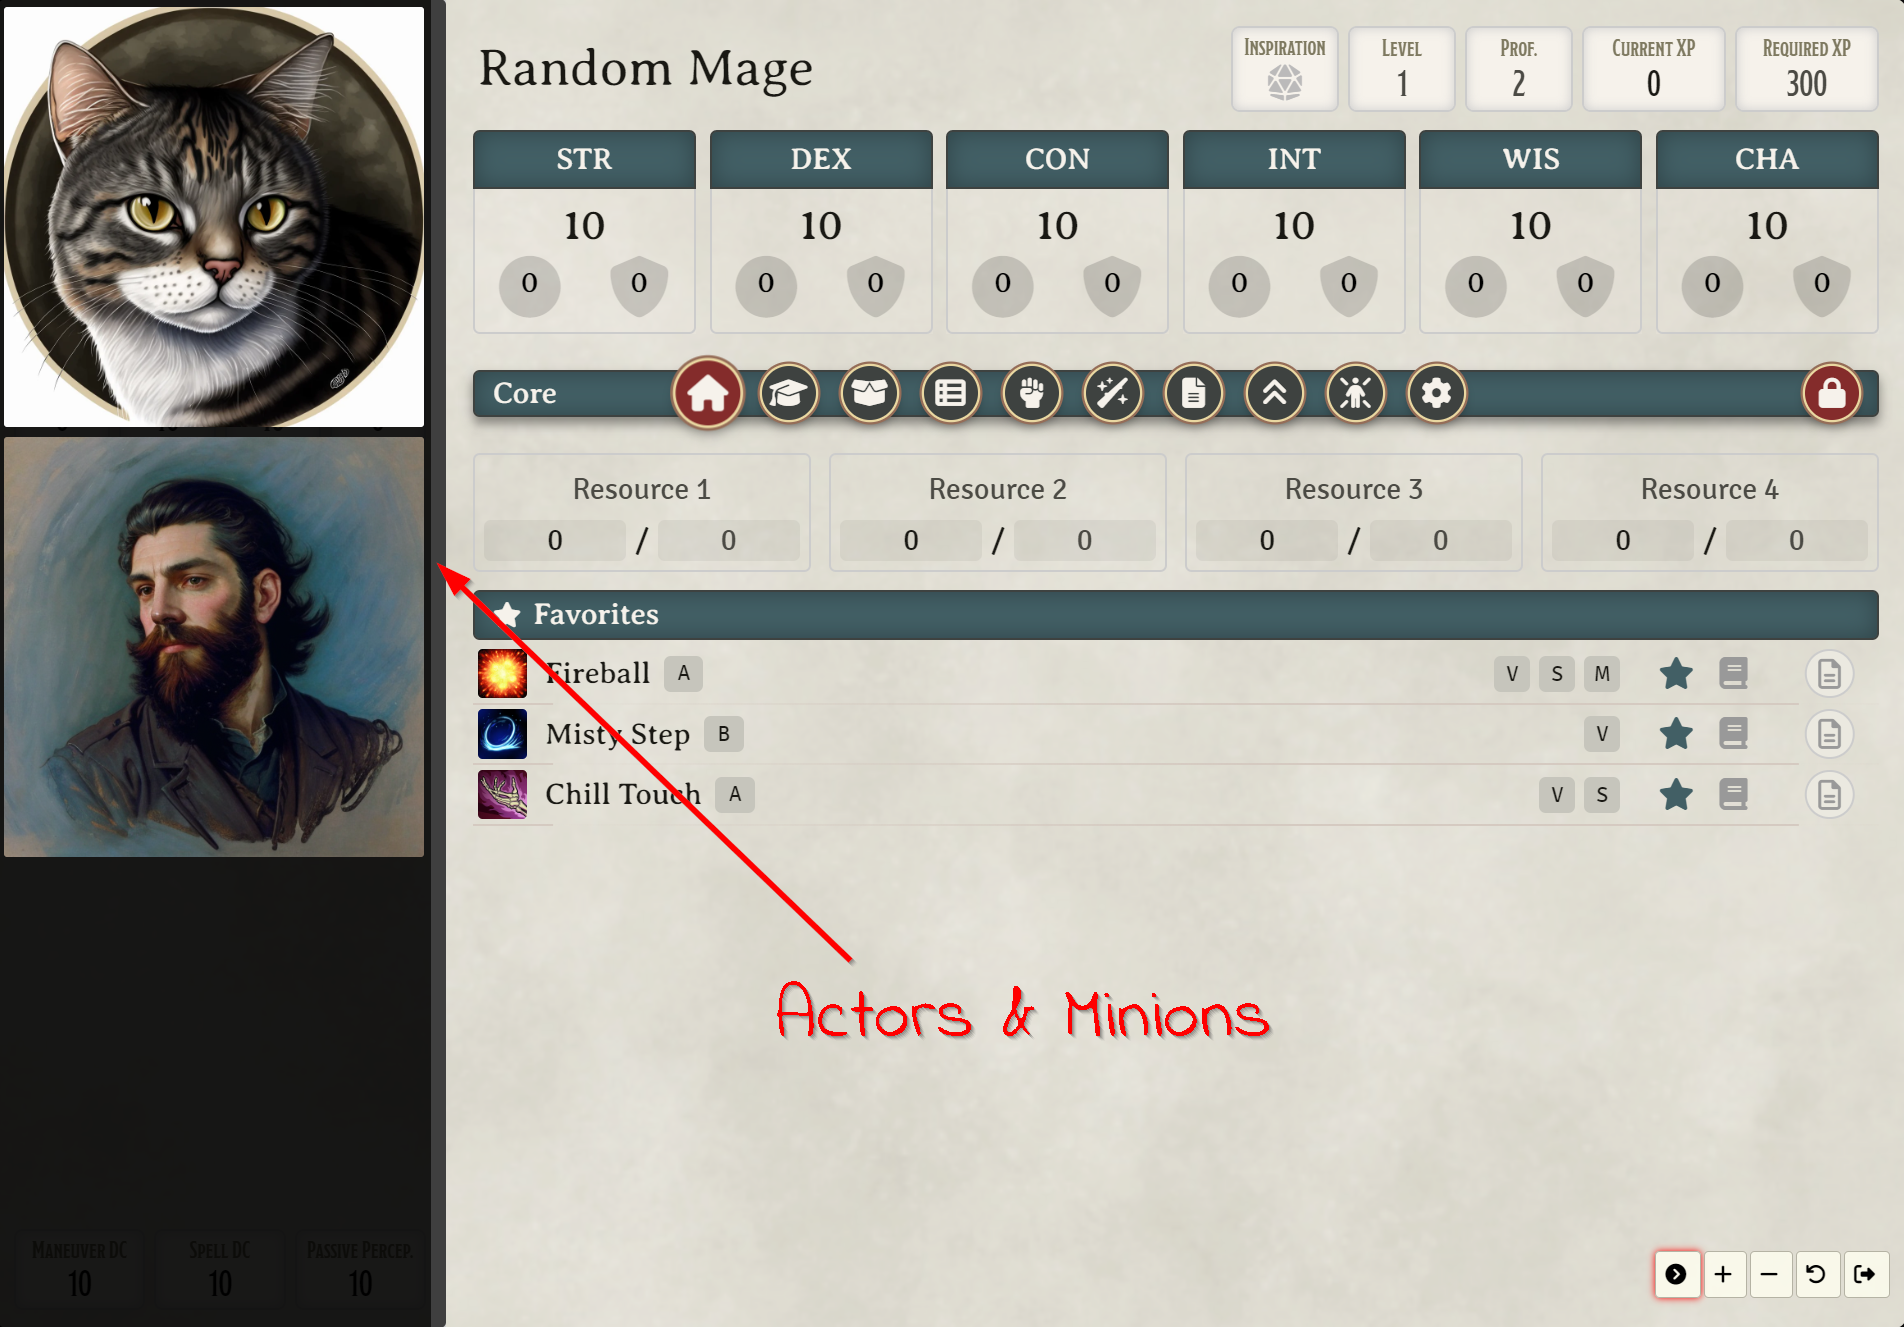 Random Mage
INSPIRATION
LEVEL
1
PROF.
2
CURRENT XP
0
REQUIRED XP
300
STR
10
0 0
DEX
10
0 0
CON
10
0 0
INT
10
0 0
WIS
10
0 0
CHA
10
0 0
Core
Resource 1
0 / 0
Resource 2
0 / 0
Resource 3
0 / 0
Resource 4
0 / 0
Favorites
Fireball A V S M
Misty Step B V
Chill Touch A V S
Actors & Minions
MANEUVER DC
10
SPELL DC
10
PASSIVE PERCEP.
10